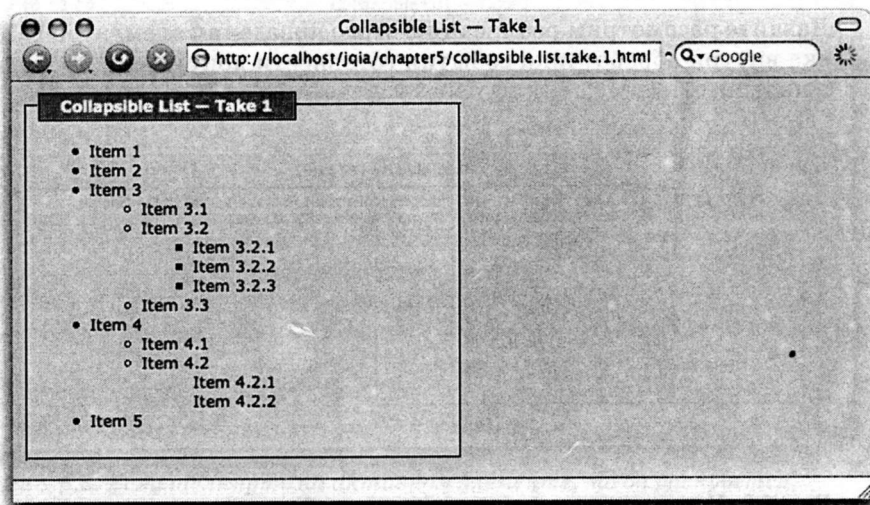 Collapsible List — Take 1
http://localhost/jqia/chapter5/collapsible.list.take.1.html
Google
Collapsible List — Take 1
Item 1
Item 2
Item 3
Item 3.1
Item 3.2
Item 3.2.1
Item 3.2.2
Item 3.2.3
Item 3.3
Item 4
Item 4.1
Item 4.2
Item 4.2.1
Item 4.2.2
Item 5